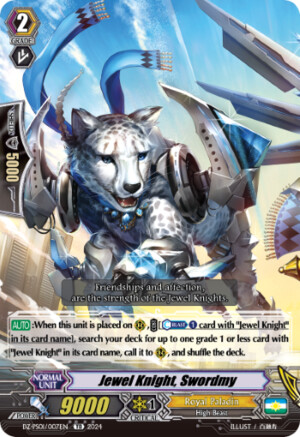 2
GRADE
5000
Friendships and affection,
are the strength of the Jewel Knights.
AUTO :When this unit is placed on , 1 card with "Jewel Knight"
in its card name], search your deck for up to one grade 1 or less card with
"Jewel Knight" in its card name, call it to , and shuffle the deck.
NORMAL
UNIT
Jewel Knight, Swordmy
POWER
9000
1
CRITICAL
Royal Paladin
High Beast
DZ-PS01/007EN 2024
ILLUST /